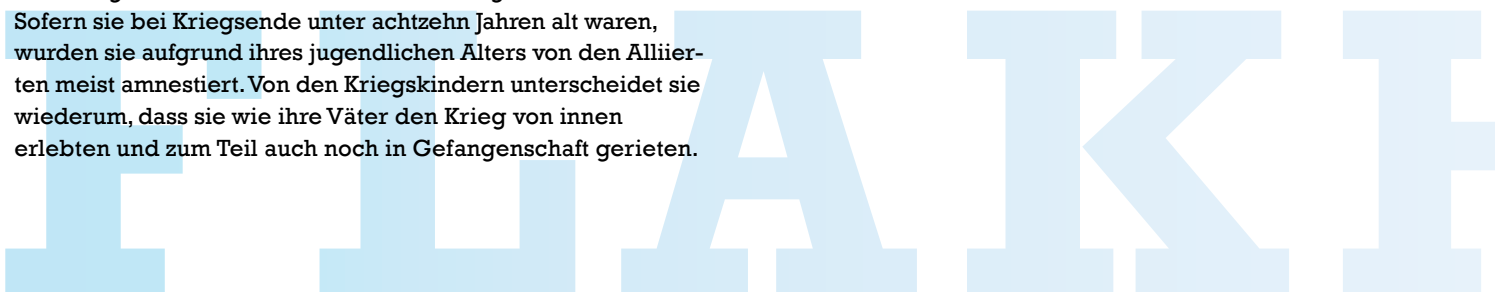 Sofern sie bei Kriegsende unter achtzehn Jahren alt waren,
wurden sie aufgrund ihres jugendlichen Alters von den Alliier-
ten meist amnestiert. Von den Kriegskindern unterscheidet sie
wiederum, dass sie wie ihre Väter den Krieg von innen
erlebten und zum Teil auch noch in Gefangenschaft gerieten.
FLAK